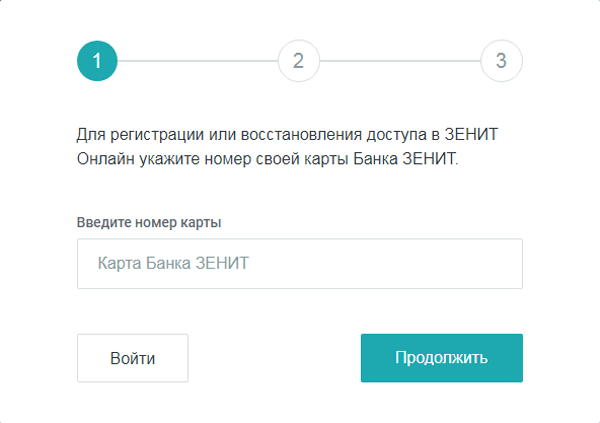 1 2 3
Для регистрации или восстановления доступа в ЗЕНИТ
Онлайн укажите номер своей карты Банка ЗЕНИТ.
Введите номер карты
Карта Банка ЗЕНИТ
Войти Продолжить